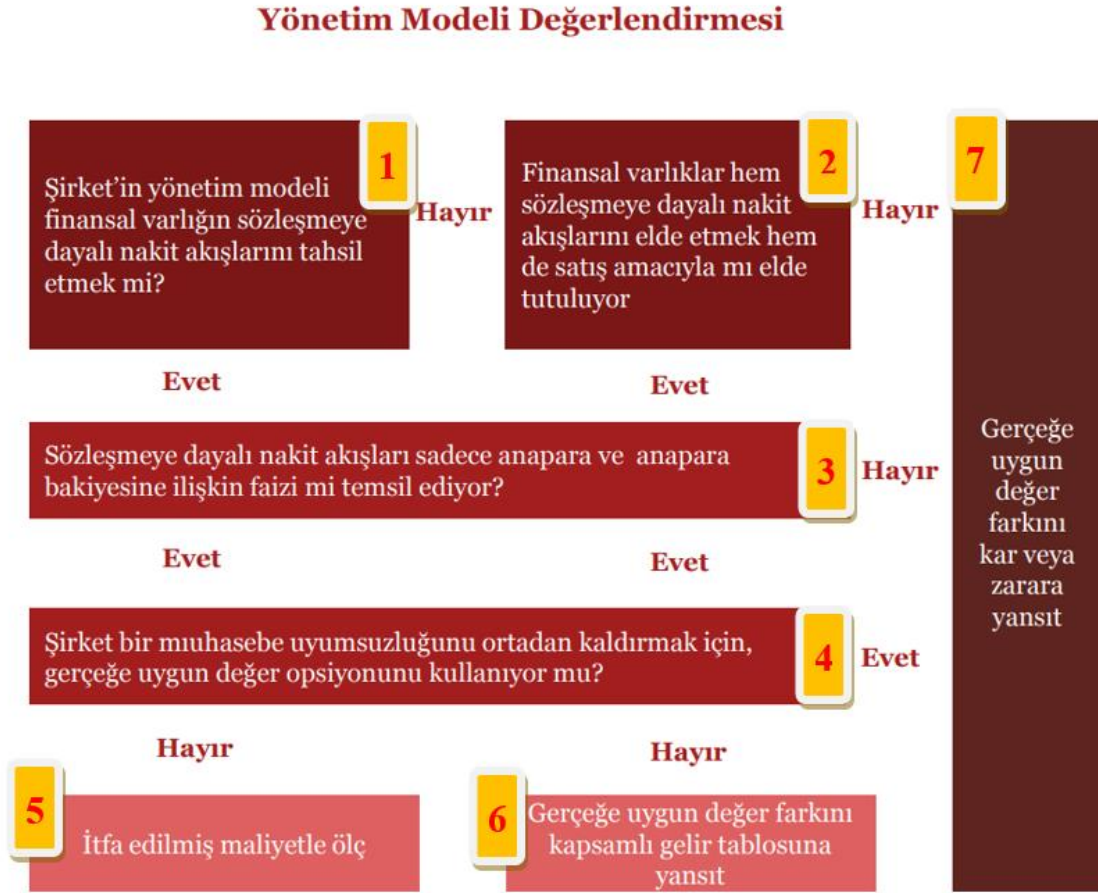 Yönetim Modeli Değerlendirmesi
1
Şirket'in yönetim modeli
finansal varlığın sözleşmeye
dayalı nakit akışlarını tahsil
etmek mi?
Hayır
2
Finansal varlıklar hem
sözleşmeye dayalı nakit
akışlarını elde etmek hem
de satış amacıyla mı elde
tutuluyor
Hayır
7
Gerçeğe
uygun
değer
farkını
kar veya
zarara
yansıt
Evet
Evet
Sözleşmeye dayalı nakit akışları sadece anapara ve anapara
bakiyesine ilişkin faizi mi temsil ediyor?
3
Hayır
Evet
Evet
Şirket bir muhasebe uyumsuzluğunu ortadan kaldırmak için,
gerçeğe uygun değer opsiyonunu kullanıyor mu?
4
Evet
Hayır
Hayır
5
İtfa edilmiş maliyetle ölç
6
Gerçeğe uygun değer farkını
kapsamlı gelir tablosuna
yansıt